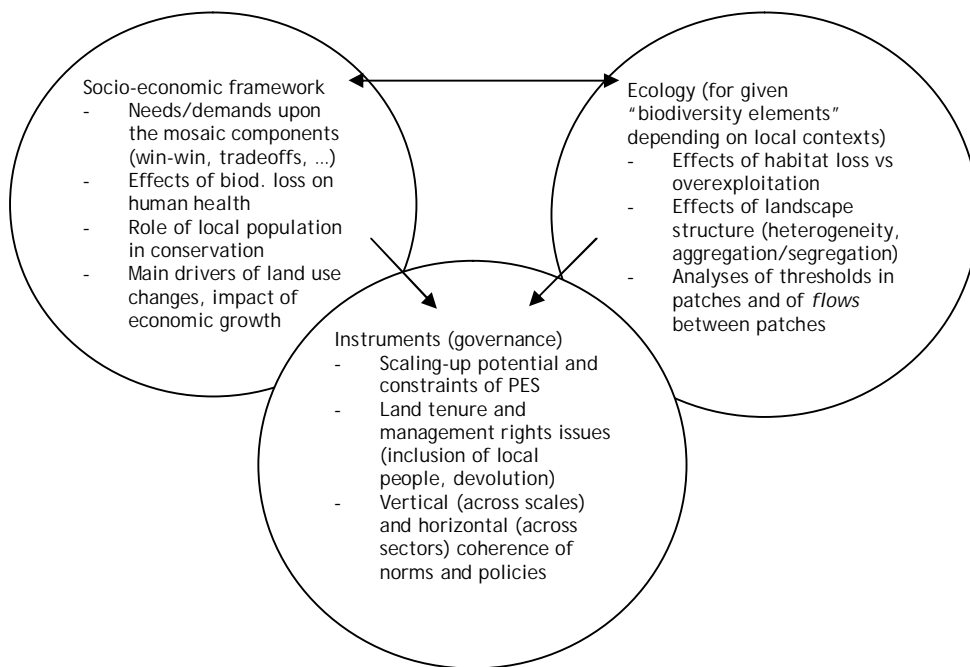 Socio-economic framework
- Needs/demands upon
the mosaic components
(win-win, tradeoffs, …)
- Effects of biod. loss on
human health
- Role of local population
in conservation
- Main drivers of land use
changes, impact of
economic growth
Ecology (for given
"biodiversity elements"
depending on local contexts)
- Effects of habitat loss vs
overexploitation
- Effects of landscape
structure (heterogeneity,
aggregation/segregation)
- Analyses of thresholds in
patches and of flows
between patches
Instruments (governance)
- Scaling-up potential and
constraints of PES
- Land tenure and
management rights issues
(inclusion of local
people, devolution)
- Vertical (across scales)
and horizontal (across
sectors) coherence of
norms and policies